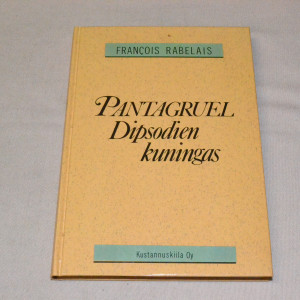 FRANÇOIS RABELAIS
PANTAGRUEL
Dipsodien
kuningas
Kustannuskiila Oy